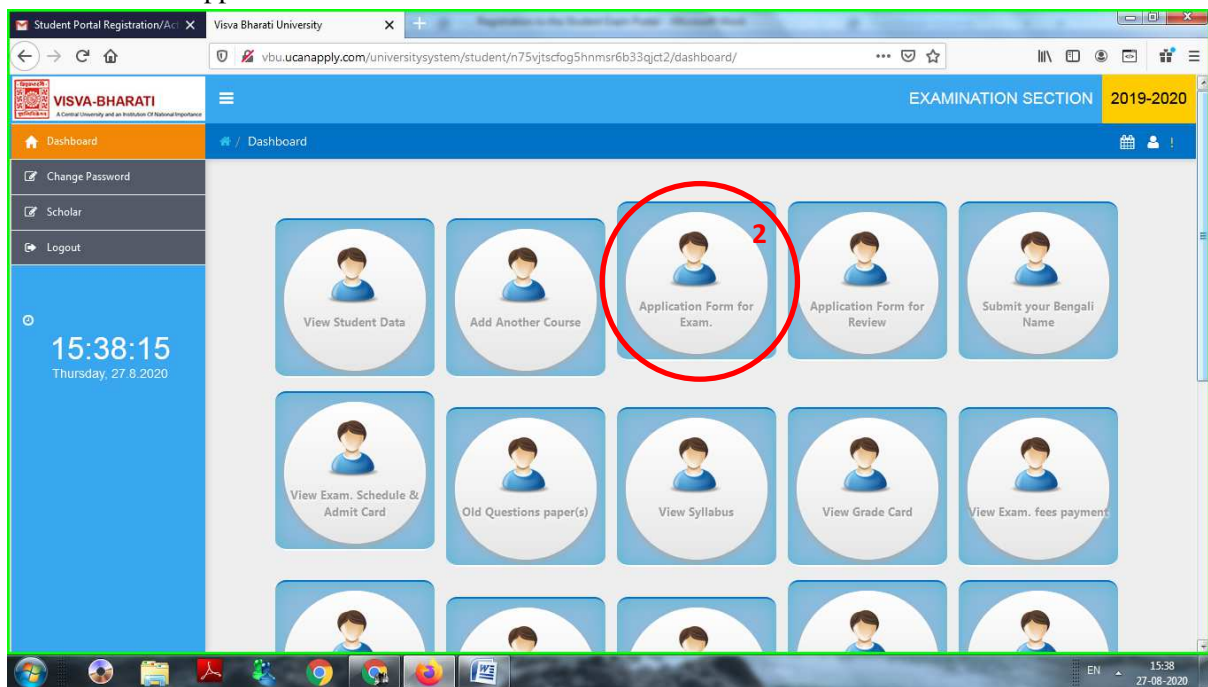 Student Portal Registration/Act
Visva Bharati University
vbu.ucanapply.com/universitysystem/student/n75vjtscfog5hnmsr6b33qjct2/dashboard/
VISVA-BHARATI
A Central University and an Institution Of National Importance
EXAMINATION SECTION 2019-2020
Dashboard
/ Dashboard
Change Password
Scholar
Logout
15:38:15
Thursday, 27.8.2020
2
View Student Data
Add Another Course
Application Form for
Exam.
Application Form for
Review
Submit your Bengali
Name
View Exam. Schedule &
Admit Card
Old Questions paper(s)
View Syllabus
View Grade Card
View Exam. fees payment
EN
15:38
27-08-2020